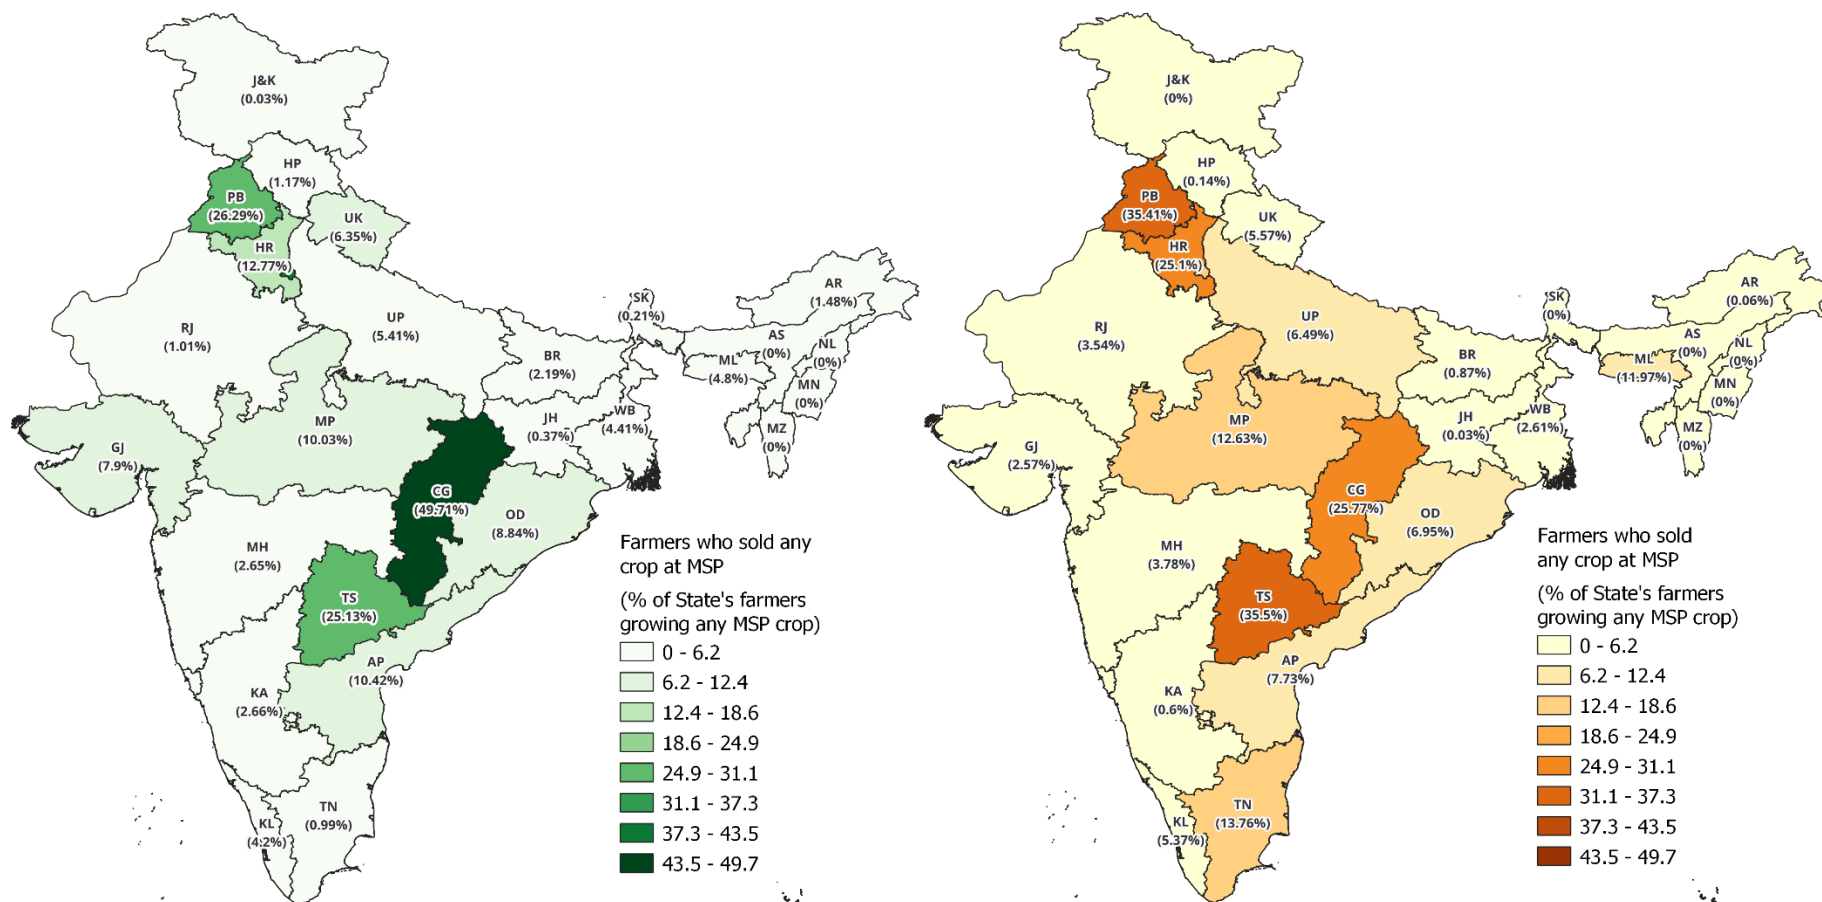 J&K
(0.03%)
HP
(1.17%)
PB
(26.29%)
UK
(6.35%)
HR
(12.77%)
AR
(1.48%)
SK
(0.21%)
UP
(5.41%)
RJ
(1.01%)
AS
(0%)
NL
(0%)
BR
(2.19%)
ML
(4.8%)
MN
(0%)
WB
(4.41%)
JH
(0.37%)
MP
(10.03%)
MZ
(0%)
GJ
(7.9%)
CG
(49.71%)
OD
(8.84%)
MH
(2.65%)
TS
(25.13%)
AP
(10.42%)
KA
(2.66%)
TN
(0.99%)
KL
(4.2%)
Farmers who sold any
crop at MSP
(% of State's farmers
growing any MSP crop)
0 - 6.2
6.2 - 12.4
12.4 - 18.6
18.6 - 24.9
24.9 - 31.1
31.1 - 37.3
37.3 - 43.5
43.5 - 49.7
J&K
(0%)
HP
(0.14%)
PB
(35.41%)
UK
(5.57%)
HR
(25.1%)
AR
(0.06%)
SK
(0%)
UP
(6.49%)
RJ
(3.54%)
AS
(0%)
NL
(0%)
BR
(0.87%)
ML
(11.97%)
MN
(0%)
WB
(2.61%)
JH
(0.03%)
MP
(12.63%)
MZ
(0%)
GJ
(2.57%)
CG
(25.77%)
OD
(6.95%)
MH
(3.78%)
TS
(35.5%)
AP
(7.73%)
KA
(0.6%)
TN
(13.76%)
KL
(5.37%)
Farmers who sold
any crop at MSP
(% of State's farmers
growing any MSP crop)
0 - 6.2
6.2 - 12.4
12.4 - 18.6
18.6 - 24.9
24.9 - 31.1
31.1 - 37.3
37.3 - 43.5
43.5 - 49.7